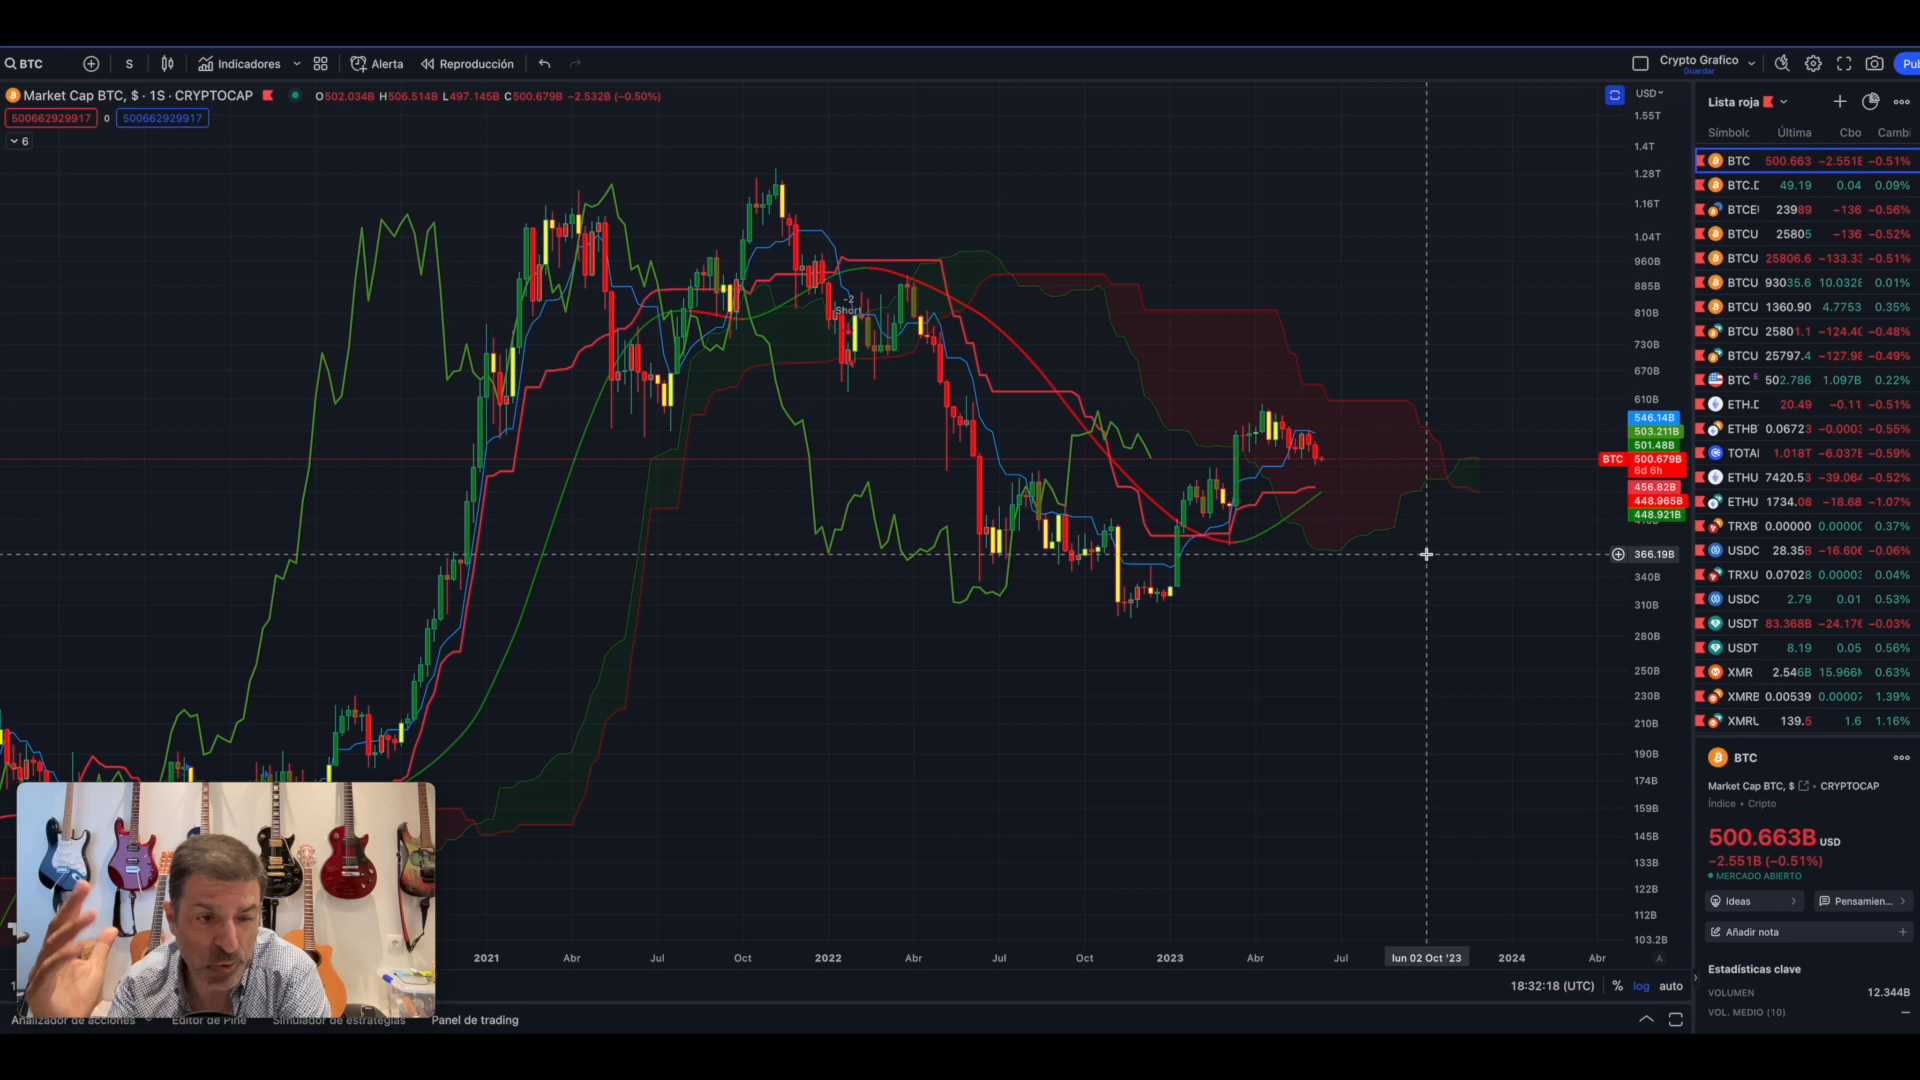 BTC S Indicadores Alerta Reproducción Crypto Grafico Guardar
Market Cap BTC, $ · 1S · CRYPTOCAP O502.034B H506.514B L497.145B C500.679B −2.532B (−0.50%)
500662929917 0 500662929917
6
USD
1.55T
1.4T
1.28T
1.16T
1.04T
960B
885B
810B
730B
670B
610B
546.14B
503.211B
501.48B
BTC 500.679B
6d 6h
456.82B
448.965B
448.921B
366.19B
340B
310B
280B
250B
230B
210B
190B
174B
159B
145B
133B
122B
112B
103.2B
-2
Short
2021 Abr Jul Oct 2022 Abr Jul Oct 2023 Abr Jul lun 02 Oct '23 2024 Abr A
18:32:18 (UTC) % log auto
Analizador de acciones Editor de Pine Simulador de estrategias Panel de trading
Lista roja
Símbolc Última Cbo Cambi
BTC 500.663 −2.551B −0.51%
BTC.D 49.19 0.04 0.09%
BTCEU 23989 −136 −0.56%
BTCU 25805 −136 −0.52%
BTCU 25806.6 −133.33 −0.51%
BTCU 93035.6 10.0328 0.01%
BTCU 1360.90 4.7753 0.35%
BTCU 25801.1 −124.40 −0.48%
BTCU 25797.4 −127.98 −0.49%
BTC E 502.786 1.097B 0.22%
ETH.D 20.49 −0.11 −0.51%
ETHB 0.06723 −0.0003 −0.55%
TOTAL 1.018T −6.037B −0.59%
ETHU 7420.53 −39.064 −0.52%
ETHU 1734.08 −18.68 −1.07%
TRXB 0.00000 0.00000 0.37%
USDC 28.35B −16.606 −0.06%
TRXU 0.07028 0.00003 0.04%
USDC 2.79 0.01 0.53%
USDT 83.368B −24.176 −0.03%
USDT 8.19 0.05 0.56%
XMR 2.546B 15.966M 0.63%
XMRB 0.00539 0.00007 1.39%
XMRU 139.5 1.6 1.16%
BTC
Market Cap BTC, $ • CRYPTOCAP
Índice • Cripto
500.663B USD
−2.551B (−0.51%)
MERCADO ABIERTO
Ideas Pensamien...
Añadir nota
Estadísticas clave
VOLUMEN 12.344B
VOL. MEDIO (10) —